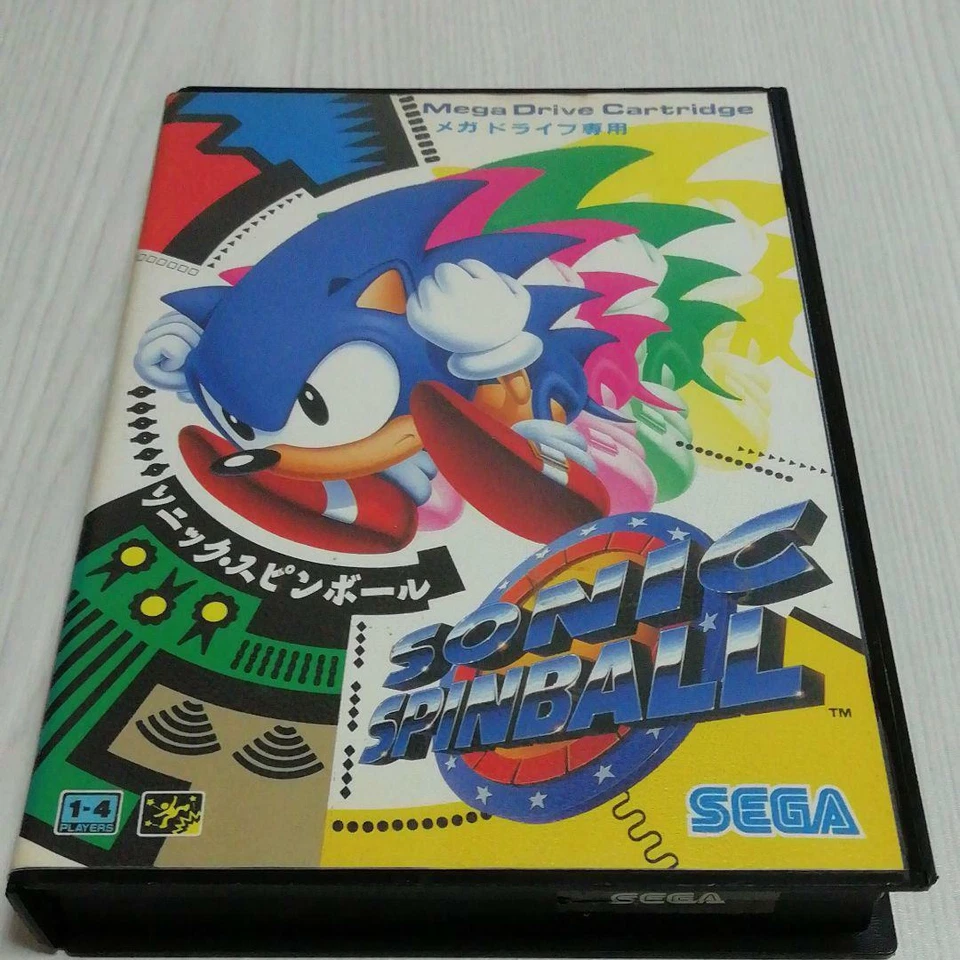 Mega Drive Cartridge
メガドライブ専用
ソニック・スピンボール
SONIC
SPINBALL
TM
1-4
PLAYERS
SEGA
SEGA